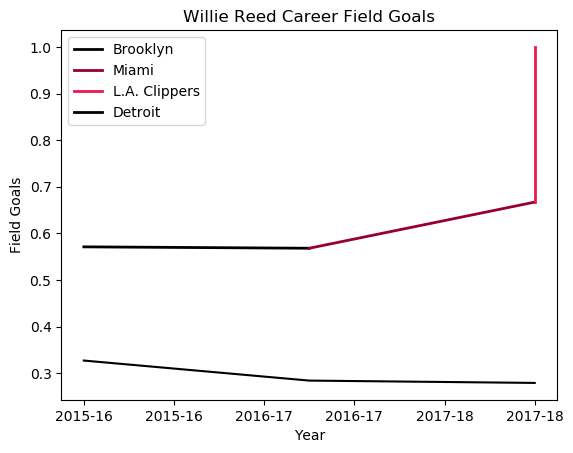 Willie Reed Career Field Goals
Brooklyn
Miami
L.A. Clippers
Detroit
Field Goals
1.0
0.9
0.8
0.7
0.6
0.5
0.4
0.3
2015-16 2015-16 2016-17 2016-17 2017-18 2017-18
Year